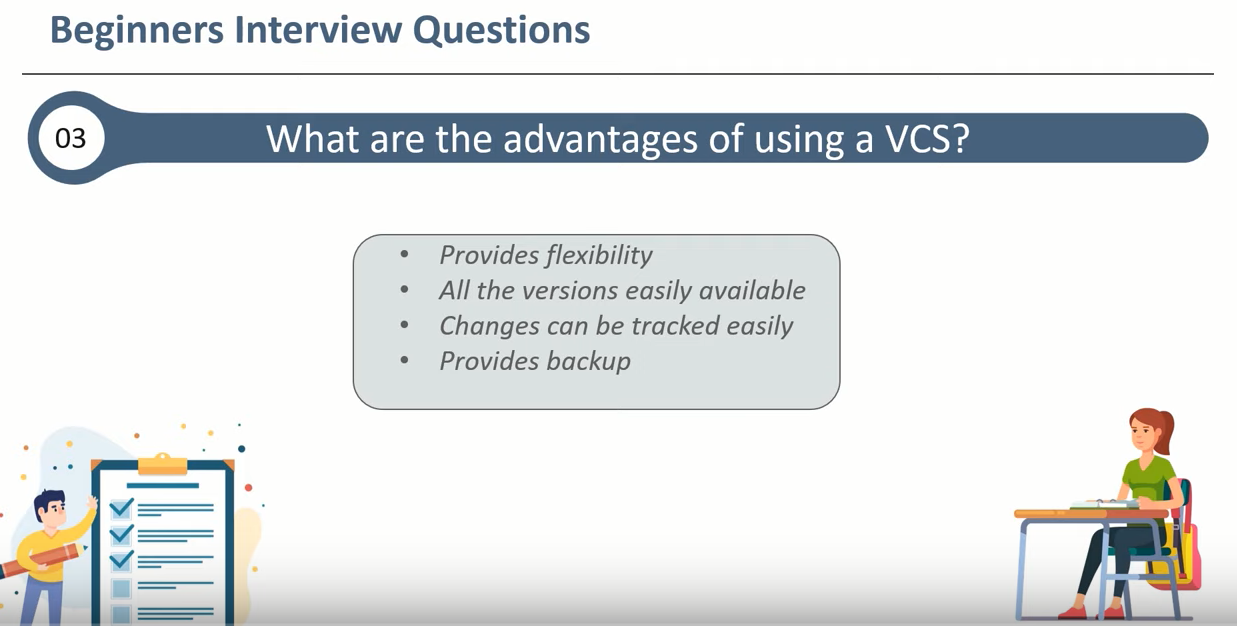 Beginners Interview Questions
03
What are the advantages of using a VCS?
• Provides flexibility
• All the versions easily available
• Changes can be tracked easily
• Provides backup